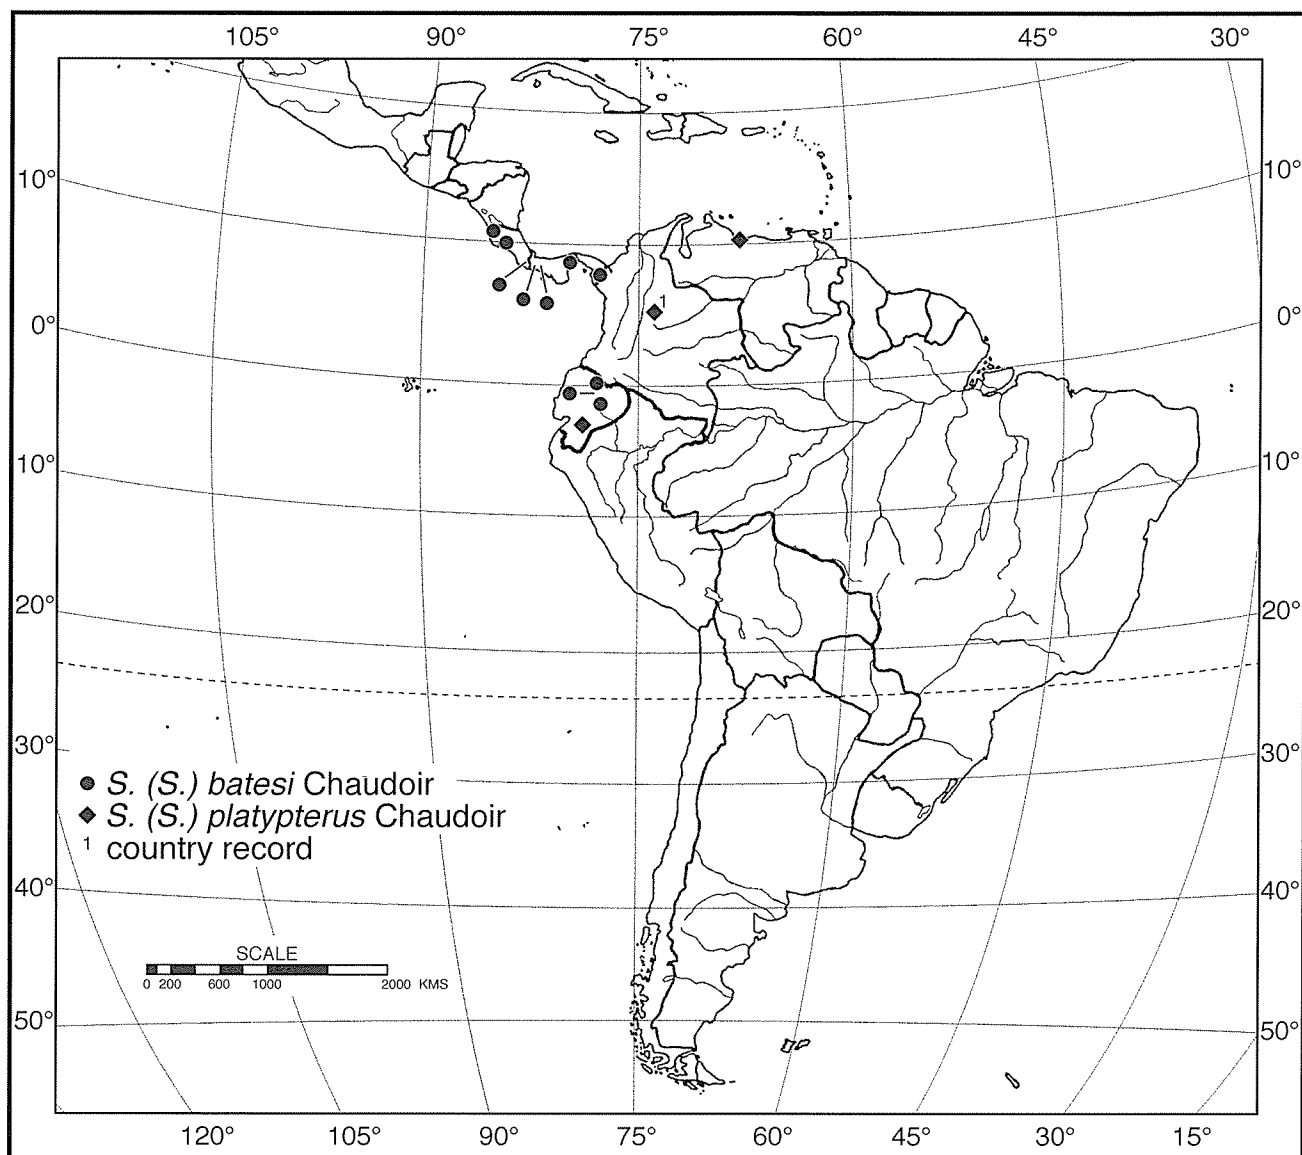 105° 90° 75° 60° 45° 30°
10° 10°
0° 0°
10° 10°
20° 20°
30° 30°
40° 40°
50° 50°
1
S. (S.) batesi Chaudoir
S. (S.) platypterus Chaudoir
1 country record
SCALE
0 200 600 1000 2000 KMS
120° 105° 90° 75° 60° 45° 30° 15°